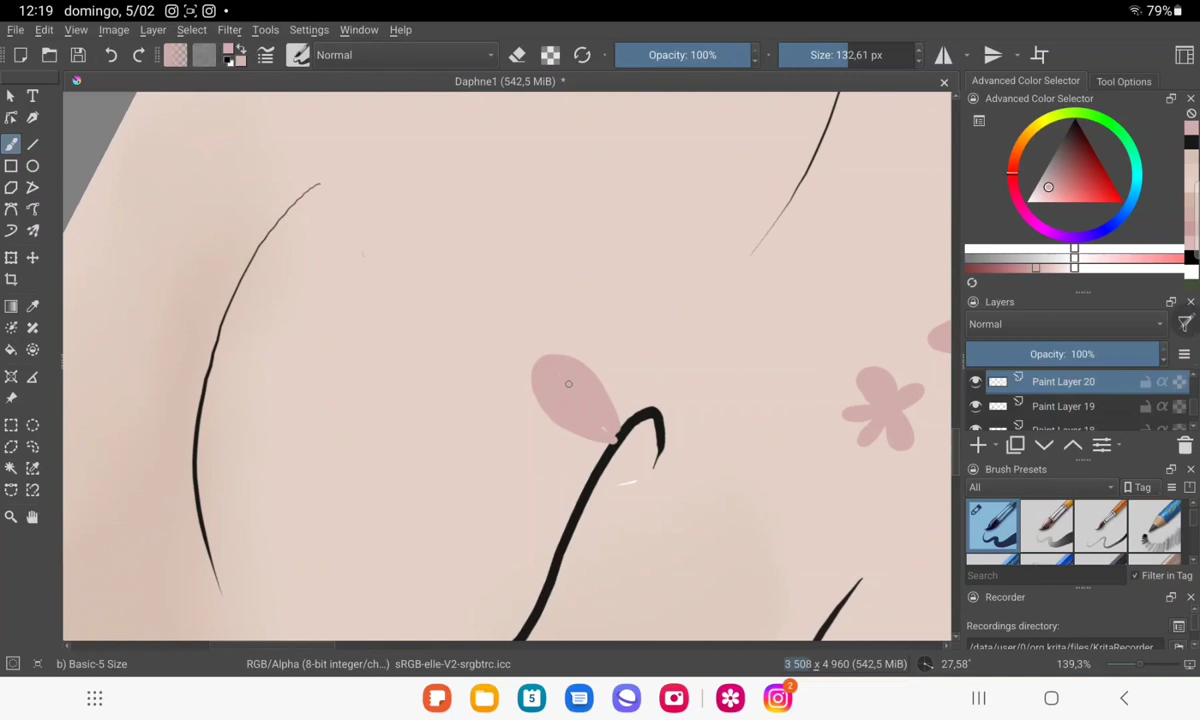 12:19 domingo, 5/02
79%
File Edit View Image Layer Select Filter Tools Settings Window Help
Normal
Opacity: 100%
Size: 132,61 px
Daphne1 (542,5 MiB) *
Advanced Color Selector
Tool Options
Advanced Color Selector
Layers
Normal
Opacity: 100%
Paint Layer 20
Paint Layer 19
Brush Presets
All
Tag
Search
Filter in Tag
Recorder
Recordings directory:
/data/user/0/org.krita/files/KritaRecorder
b) Basic-5 Size
RGB/Alpha (8-bit integer/ch...) sRGB-elle-V2-srgbtrc.icc
3 508 x 4 960 (542,5 MiB)
27,58°
139,3%
5
2